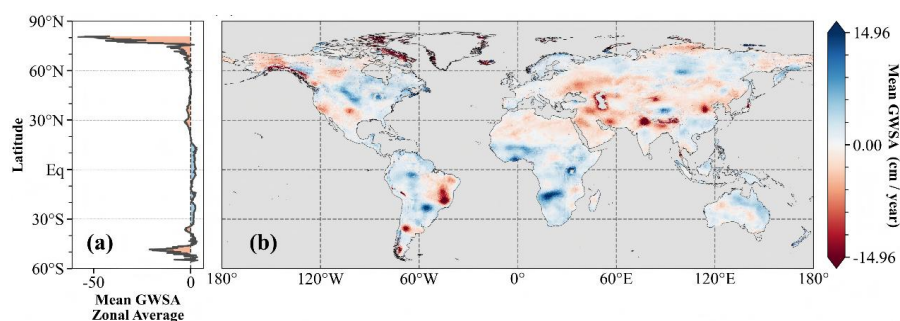 90°N
60°N
30°N
Eq
30°S
60°S
Latitude
(a)
-50
0
Mean GWSA
Zonal Average
(b)
180°
120°W
60°W
0°
60°E
120°E
180°
14.96
0.00
-14.96
Mean GWSA (cm / year)